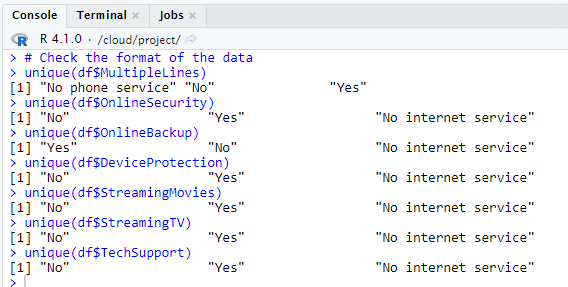 Console Terminal × Jobs ×
R 4.1.0 · /cloud/project/
> # Check the format of the data
> unique(df$MultipleLines)
[1] "No phone service" "No" "Yes"
> unique(df$OnlineSecurity)
[1] "No" "Yes" "No internet service"
> unique(df$OnlineBackup)
[1] "Yes" "No" "No internet service"
> unique(df$DeviceProtection)
[1] "No" "Yes" "No internet service"
> unique(df$StreamingMovies)
[1] "No" "Yes" "No internet service"
> unique(df$StreamingTV)
[1] "No" "Yes" "No internet service"
> unique(df$TechSupport)
[1] "No" "Yes" "No internet service"
>